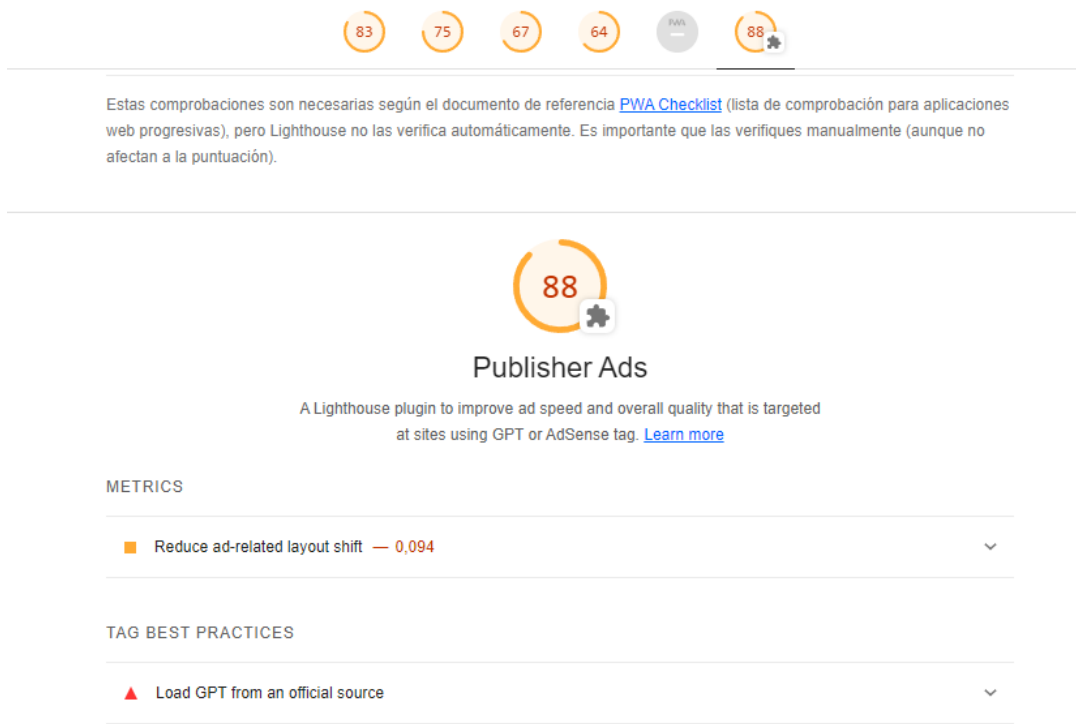 83 75 67 64 PWA 88
Estas comprobaciones son necesarias según el documento de referencia PWA Checklist (lista de comprobación para aplicaciones
web progresivas), pero Lighthouse no las verifica automáticamente. Es importante que las verifiques manualmente (aunque no
afectan a la puntuación).
88
Publisher Ads
A Lighthouse plugin to improve ad speed and overall quality that is targeted
at sites using GPT or AdSense tag. Learn more
METRICS
Reduce ad-related layout shift — 0,094
TAG BEST PRACTICES
Load GPT from an official source